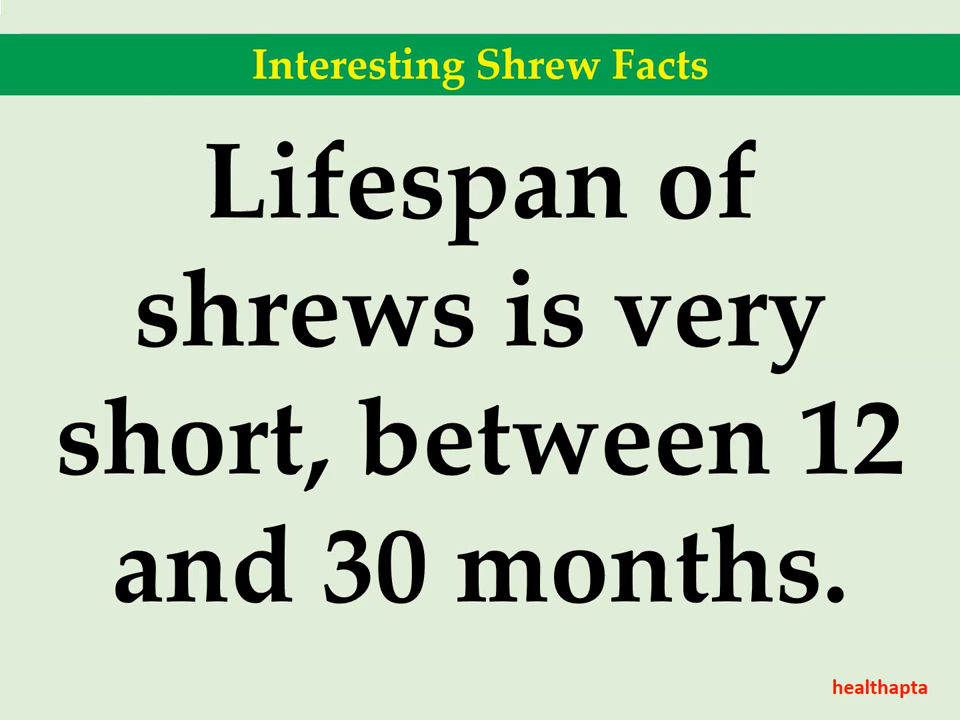 Interesting Shrew Facts
Lifespan of
shrews is very
short, between 12
and 30 months.
healthapta